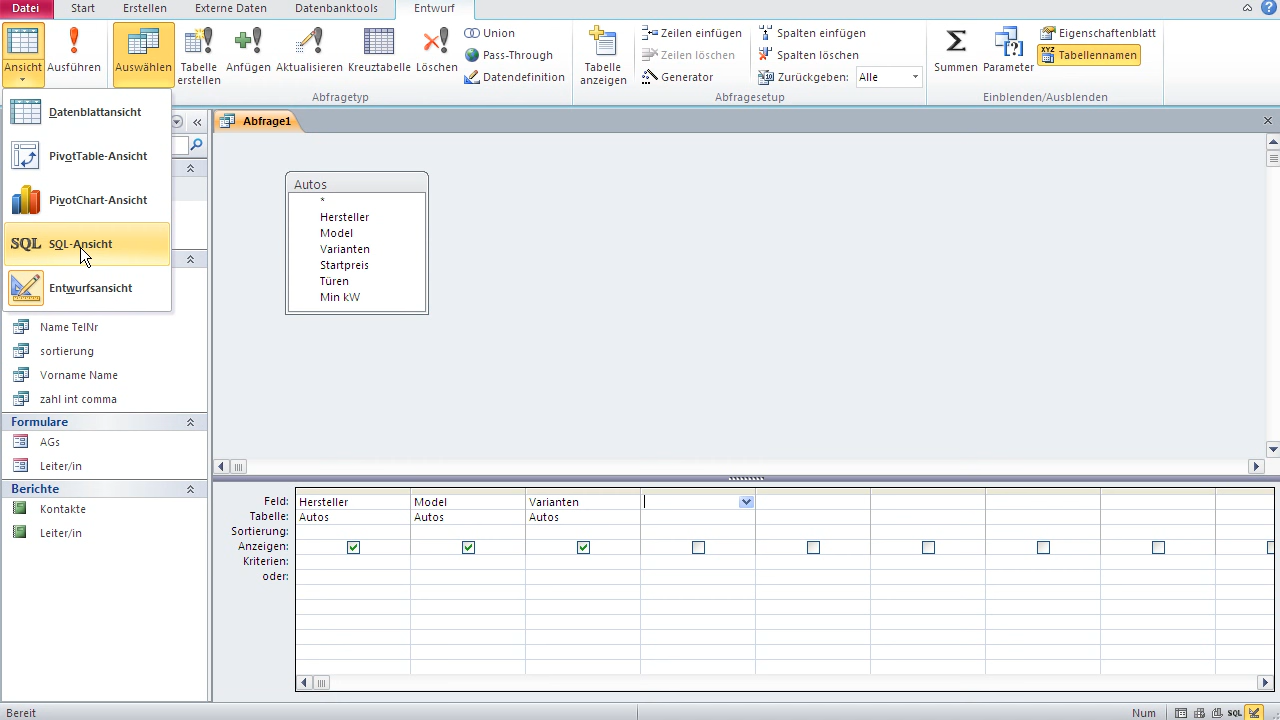 Datei Start Erstellen Externe Daten Datenbanktools Entwurf
Ansicht
Ausführen
Auswählen
Tabelle erstellen
Anfügen
Aktualisieren
Kreuztabelle
Löschen
Union
Pass-Through
Datendefinition
Abfragetyp
Tabelle anzeigen
Zeilen einfügen
Zeilen löschen
Generator
Spalten einfügen
Spalten löschen
Zurückgeben: Alle
Abfragesetup
Summen
Parameter
Eigenschaftenblatt
XYZ Tabellennamen
Einblenden/Ausblenden
Datenblattansicht
PivotTable-Ansicht
PivotChart-Ansicht
SQL SQL-Ansicht
Entwurfsansicht
Name TelNr
sortierung
Vorname Name
zahl int comma
Formulare
AGs
Leiter/in
Berichte
Kontakte
Leiter/in
Abfrage1
Autos
*
Hersteller
Model
Varianten
Startpreis
Türen
Min kW
Feld: Hersteller Model Varianten
Tabelle: Autos Autos Autos
Sortierung:
Anzeigen:
Kriterien:
oder:
Bereit Num SQL